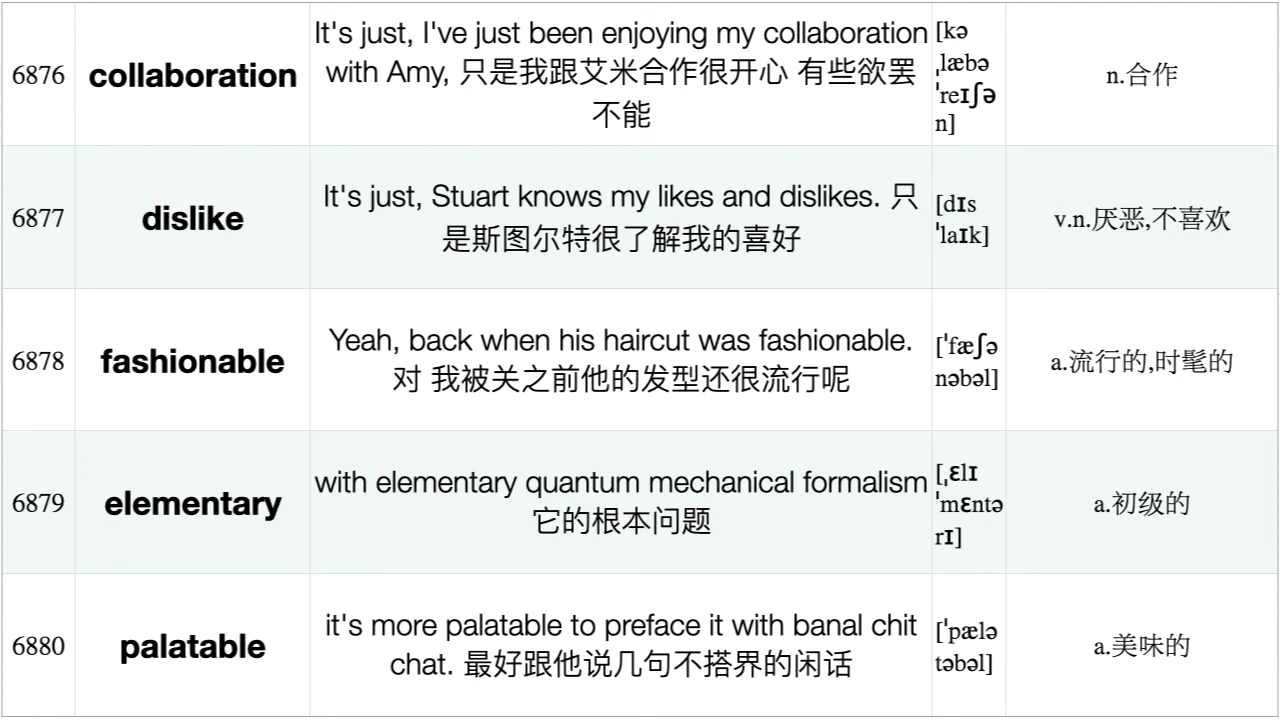 6876
collaboration
It's just, I've just been enjoying my collaboration
with Amy, 只是我跟艾米合作很开心 有些欲罢
不能
[kə
ˌlæbə
ˈreɪʃə
n]
n.合作
6877
dislike
It's just, Stuart knows my likes and dislikes. 只
是斯图尔特很了解我的喜好
[dɪs
ˈlaɪk]
v.n.厌恶,不喜欢
6878
fashionable
Yeah, back when his haircut was fashionable.
对 我被关之前他的发型还很流行呢
[ˈfæʃə
nəbəl]
a.流行的,时髦的
6879
elementary
with elementary quantum mechanical formalism
它的根本问题
[ˌɛlɪ
ˈmɛntə
rɪ]
a.初级的
6880
palatable
it's more palatable to preface it with banal chit
chat. 最好跟他说几句不搭界的闲话
[ˈpælə
təbəl]
a.美味的